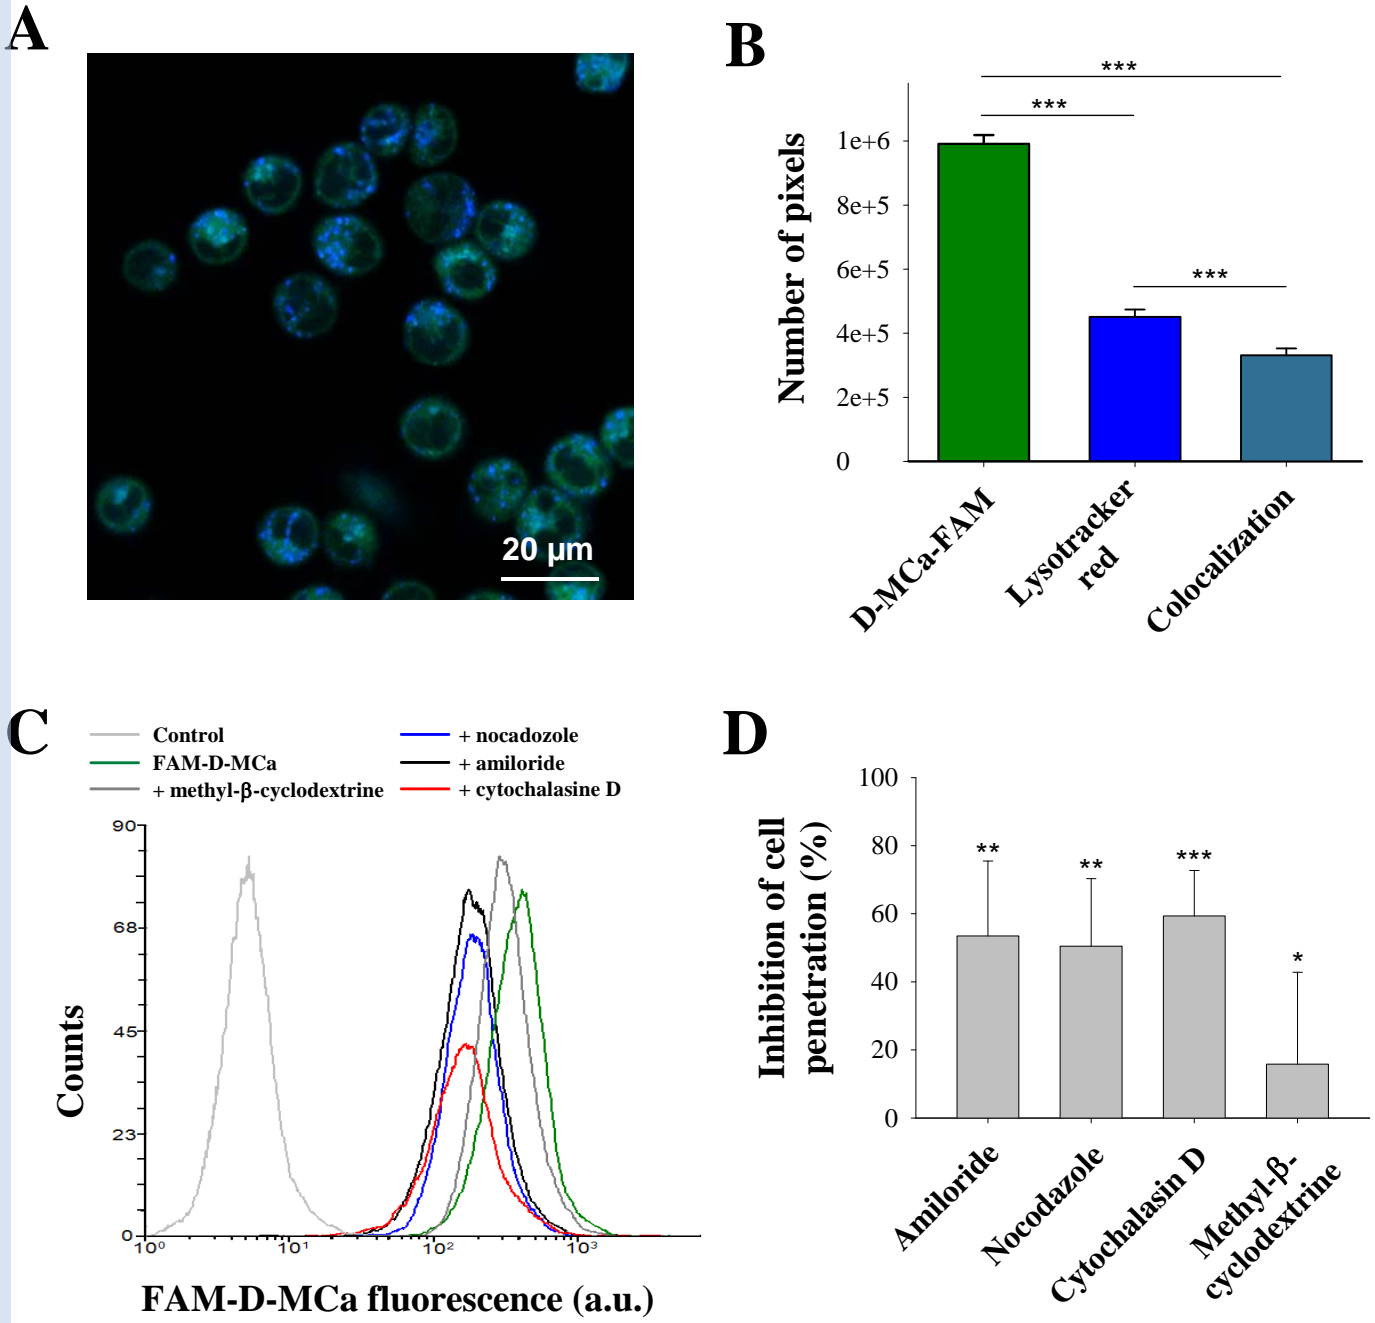 A
20 µm
B
***
***
***
Number of pixels
1e+6
8e+5
6e+5
4e+5
2e+5
0
D-MCa-FAM
Lysotracker
red
Colocalization
C
Control
FAM-D-MCa
+ methyl-β-cyclodextrine
+ nocadozole
+ amiloride
+ cytochalasine D
Counts
90
68
45
23
0
10⁰
10¹
10²
10³
FAM-D-MCa fluorescence (a.u.)
D
Inhibition of cell
penetration (%)
100
80
60
40
20
0
**
**
***
*
Amiloride
Nocodazole
Cytochalasin D
Methyl-β-
cyclodextrine